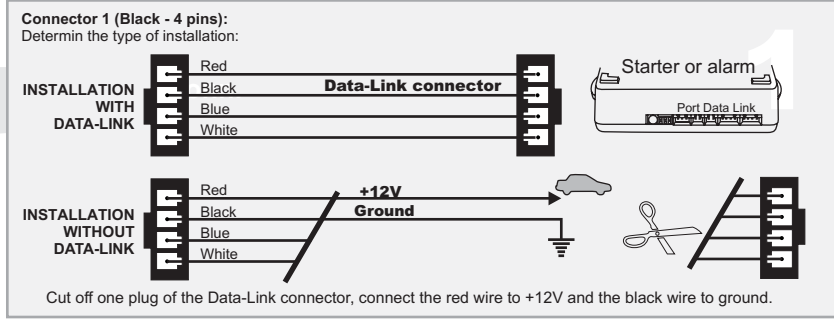 Connector 1 (Black - 4 pins):
Determin the type of installation:
1
INSTALLATION
WITH
DATA-LINK
Red
Black
Blue
White
Data-Link connector
Starter or alarm
Port Data Link
INSTALLATION
WITHOUT
DATA-LINK
Red
Black
Blue
White
+12V
Ground
Cut off one plug of the Data-Link connector, connect the red wire to +12V and the black wire to ground.